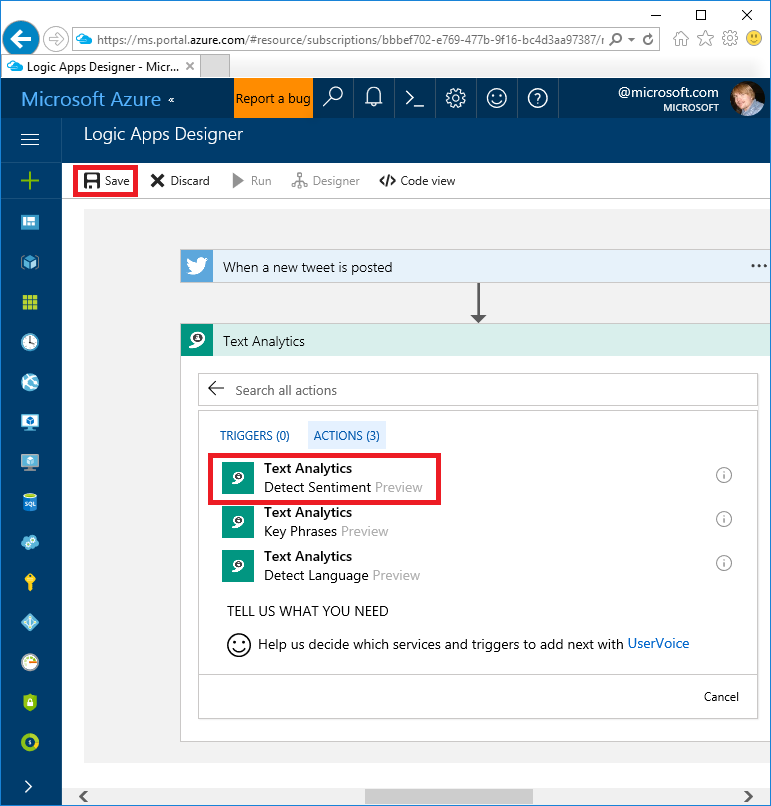 https://ms.portal.azure.com/#resource/subscriptions/bbbef702-e769-477b-9f16-bc4d3aa97387/r
Logic Apps Designer - Micr...
Microsoft Azure «
Report a bug
@microsoft.com
MICROSOFT
Logic Apps Designer
Save Discard Run Designer Code view
When a new tweet is posted
Text Analytics
Search all actions
TRIGGERS (0) ACTIONS (3)
Text Analytics
Detect Sentiment Preview
Text Analytics
Key Phrases Preview
Text Analytics
Detect Language Preview
TELL US WHAT YOU NEED
Help us decide which services and triggers to add next with UserVoice
Cancel
SQL